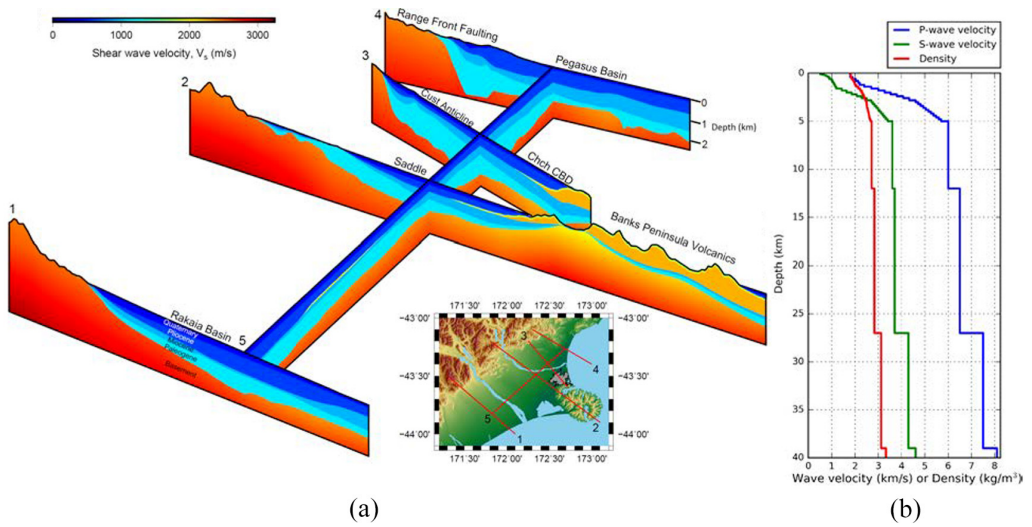 0 1000 2000 3000
Shear wave velocity, Vs (m/s)
4
Range Front Faulting
Pegasus Basin
3
Cust Anticline
0
1
Depth (km)
2
2
Saddle
Chch CBD
Banks Peninsula Volcanics
1
Rakaia Basin
5
Quaternary
Pliocene
Miocene
Paleogene
Basement
171°30' 172°00' 172°30' 173°00'
−43°00' −43°00'
3
4
−43°30' −43°30'
5
2
−44°00' −44°00'
1
171°30' 172°00' 172°30' 173°00'
(a)
P-wave velocity
S-wave velocity
Density
0
5
10
15
20
25
30
35
40
Depth (km)
0 1 2 3 4 5 6 7 8
Wave velocity (km/s) or Density (kg/m³)
(b)